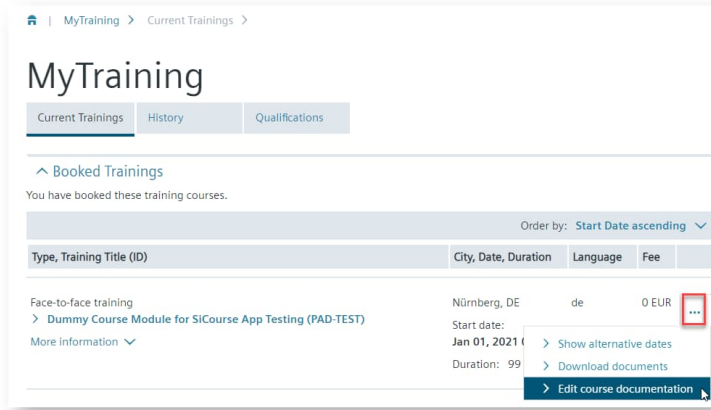 | MyTraining > Current Trainings >
MyTraining
Current Trainings History Qualifications
Booked Trainings
You have booked these training courses.
Order by: Start Date ascending
Type, Training Title (ID) City, Date, Duration Language Fee
Face-to-face training Nürnberg, DE de 0 EUR ...
> Dummy Course Module for SiCourse App Testing (PAD-TEST)
Start date:
More information Jan 01, 2021
> Show alternative dates
Duration: 99
> Download documents
> Edit course documentation